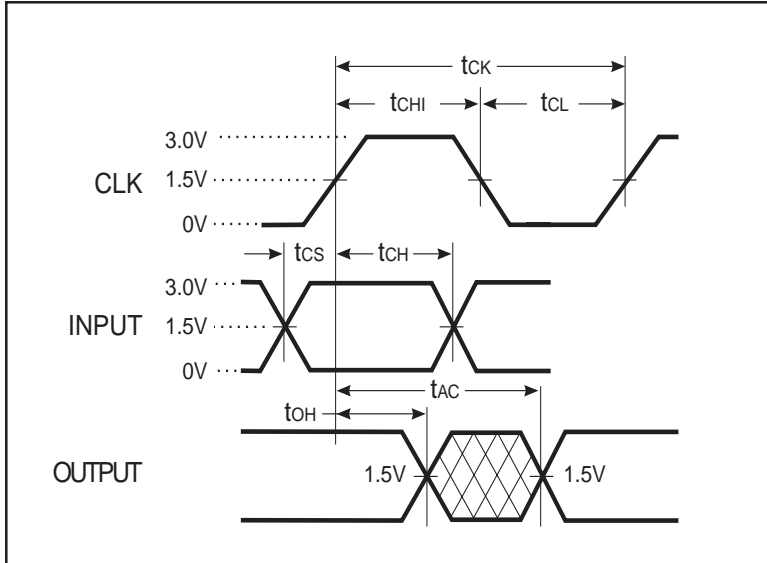 tCK
tCHI tCL
3.0V
CLK 1.5V
0V
tCS tCH
3.0V
INPUT 1.5V
0V
tAC
tOH
OUTPUT 1.5V 1.5V